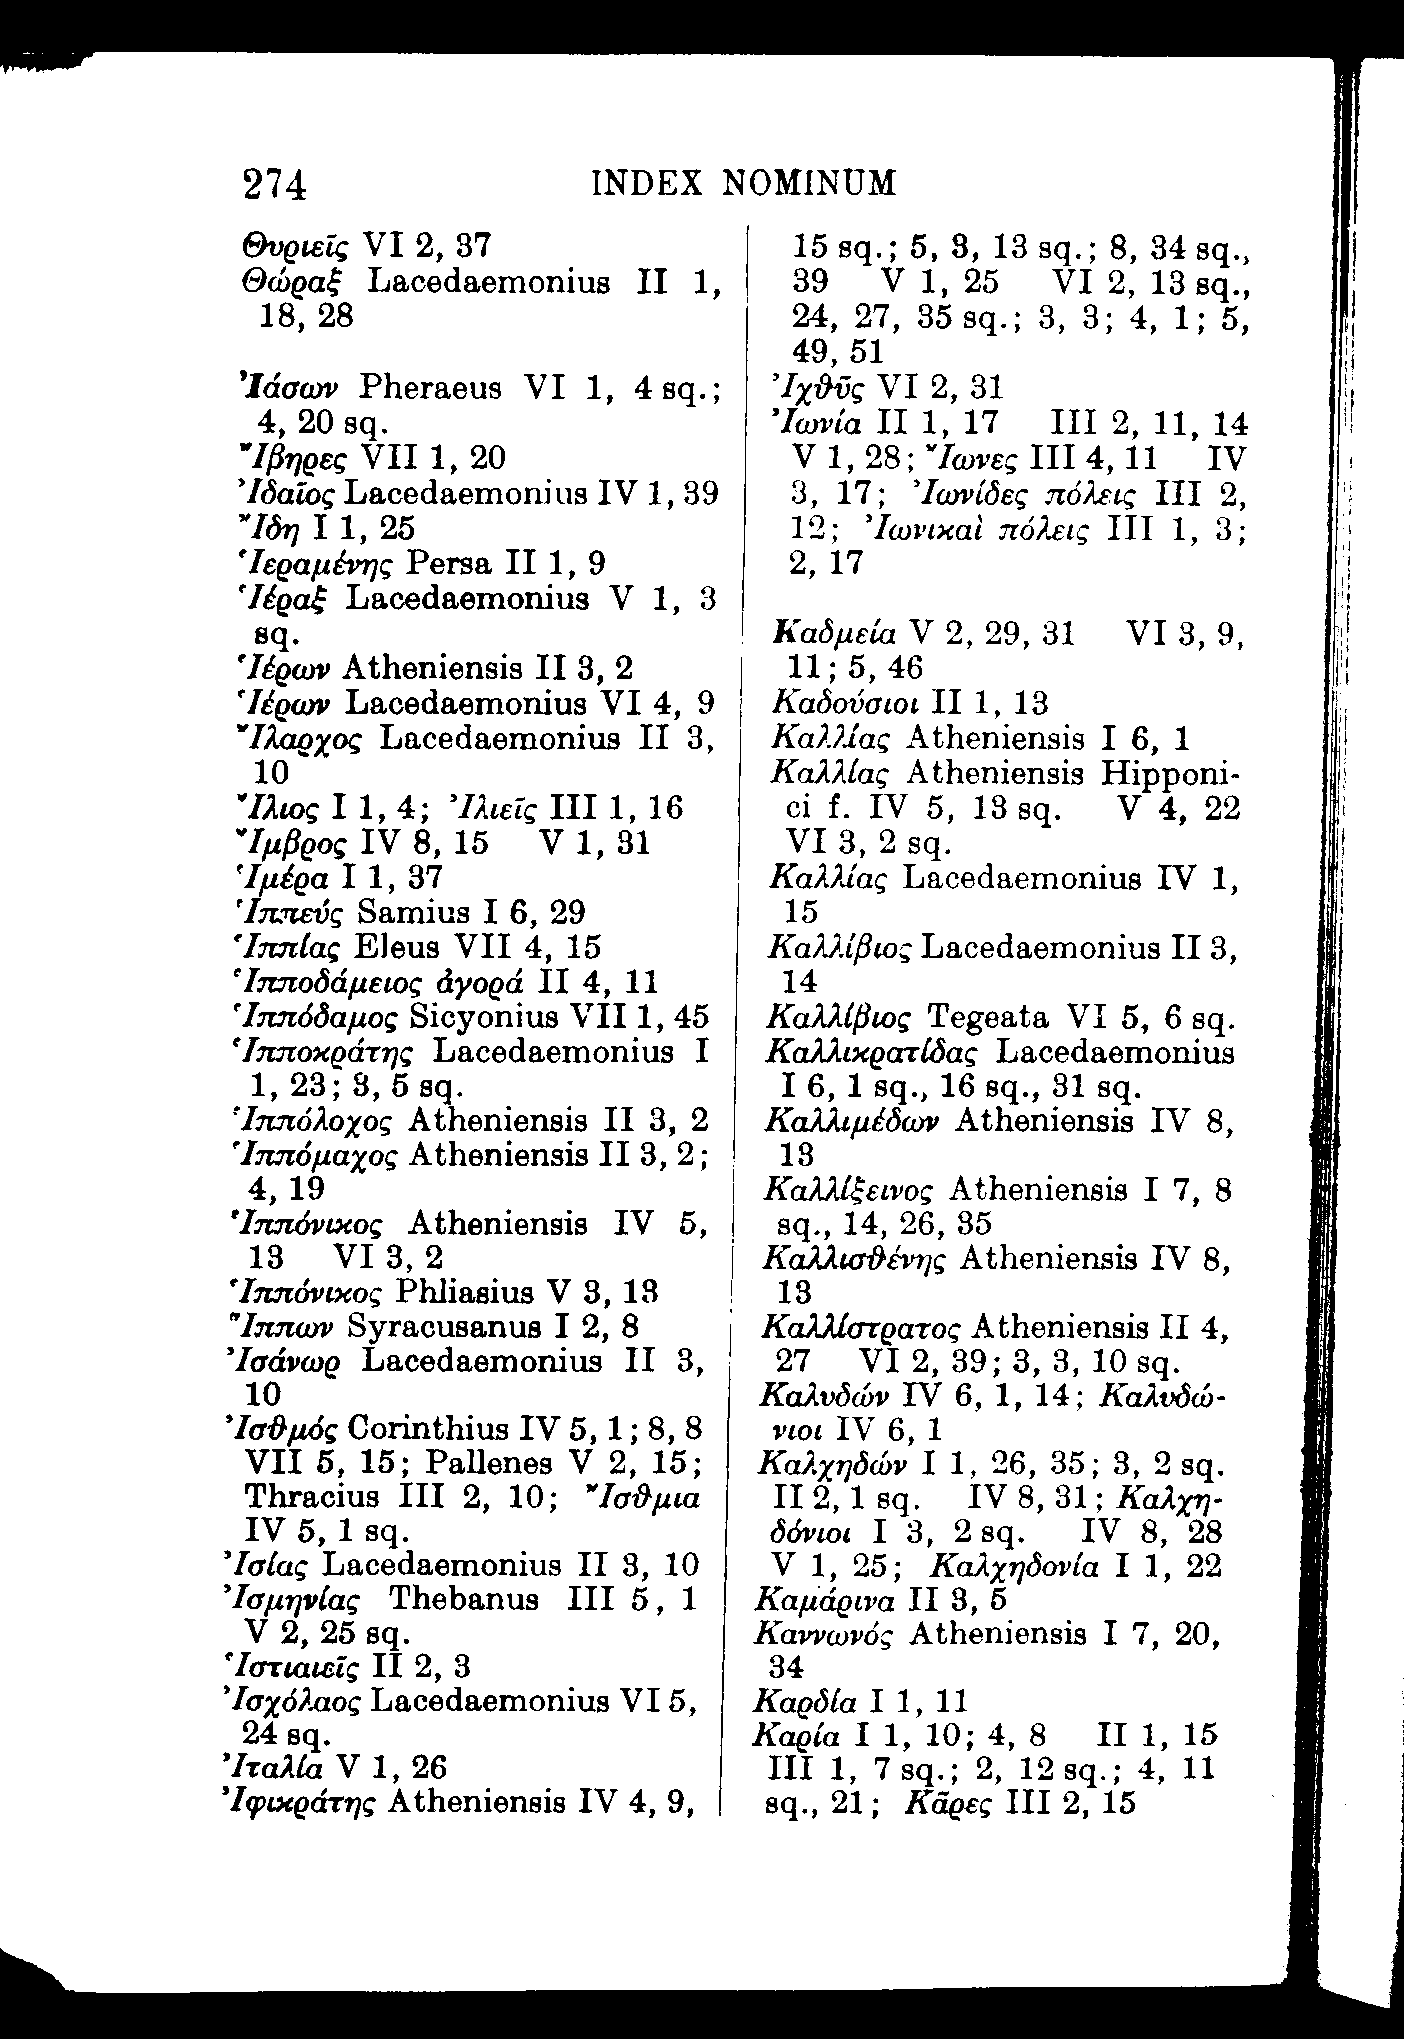 274 INDEX NOMINUM
Θυριεῖς VI 2, 37
Θώραξ Lacedaemonius II 1,
18, 28
Ἰάσων Pheraeus VI 1, 4 sq.;
4, 20 sq.
Ἴβηρες VII 1, 20
Ἰδαῖος Lacedaemonius IV 1, 39
Ἴδη I 1, 25
Ἱεραμένης Persa II 1, 9
Ἱέραξ Lacedaemonius V 1, 3
sq.
Ἱέρων Atheniensis II 3, 2
Ἱέρων Lacedaemonius VI 4, 9
Ἴλαρχος Lacedaemonius II 3,
10
Ἴλιος I 1, 4; Ἰλιεῖς III 1, 16
Ἴμβρος IV 8, 15 V 1, 31
Ἱμέρα I 1, 37
Ἱππεύς Samius I 6, 29
Ἱππίας Eleus VII 4, 15
Ἱπποδάμειος ἀγορά II 4, 11
Ἱππόδαμος Sicyonius VII 1, 45
Ἱπποκράτης Lacedaemonius I
1, 23; 3, 5 sq.
Ἱππόλοχος Atheniensis II 3, 2
Ἱππόμαχος Atheniensis II 3, 2;
4, 19
Ἱππόνικος Atheniensis IV 5,
13 VI 3, 2
Ἱππόνικος Phliasius V 3, 13
Ἵππων Syracusanus I 2, 8
Ἰσάνωρ Lacedaemonius II 3,
10
Ἰσθμός Corinthius IV 5, 1; 8, 8
VII 5, 15; Pallenes V 2, 15;
Thracius III 2, 10; Ἴσθμια
IV 5, 1 sq.
Ἰσίας Lacedaemonius II 3, 10
Ἰσμηνίας Thebanus III 5, 1
V 2, 25 sq.
Ἱστιαιεῖς II 2, 3
Ἰσχόλαος Lacedaemonius VI 5,
24 sq.
Ἰταλία V 1, 26
Ἰφικράτης Atheniensis IV 4, 9,
15 sq.; 5, 3, 13 sq.; 8, 34 sq.,
39 V 1, 25 VI 2, 13 sq.,
24, 27, 35 sq.; 3, 3; 4, 1; 5,
49, 51
Ἰχθῦς VI 2, 31
Ἰωνία II 1, 17 III 2, 11, 14
V 1, 28; Ἴωνες III 4, 11 IV
3, 17; Ἰωνίδες πόλεις III 2,
12; Ἰωνικαὶ πόλεις III 1, 3;
2, 17
Καδμεία V 2, 29, 31 VI 3, 9,
11; 5, 46
Καδούσιοι II 1, 13
Καλλίας Atheniensis I 6, 1
Καλλίας Atheniensis Hipponi-
ci f. IV 5, 13 sq. V 4, 22
VI 3, 2 sq.
Καλλίας Lacedaemonius IV 1,
15
Καλλίβιος Lacedaemonius II 3,
14
Καλλίβιος Tegeata VI 5, 6 sq.
Καλλικρατίδας Lacedaemonius
I 6, 1 sq., 16 sq., 31 sq.
Καλλιμέδων Atheniensis IV 8,
13
Καλλίξεινος Atheniensis I 7, 8
sq., 14, 26, 35
Καλλισθένης Atheniensis IV 8,
13
Καλλίστρατος Atheniensis II 4,
27 VI 2, 39; 3, 3, 10 sq.
Καλυδών IV 6, 1, 14; Καλυδώ-
νιοι IV 6, 1
Καλχηδών I 1, 26, 35; 3, 2 sq.
II 2, 1 sq. IV 8, 31; Καλχη-
δόνιοι I 3, 2 sq. IV 8, 28
V 1, 25; Καλχηδονία I 1, 22
Καμάρινα II 3, 5
Καννωνός Atheniensis I 7, 20,
34
Καρδία I 1, 11
Καρία I 1, 10; 4, 8 II 1, 15
III 1, 7 sq.; 2, 12 sq.; 4, 11
sq., 21; Κᾶρες III 2, 15